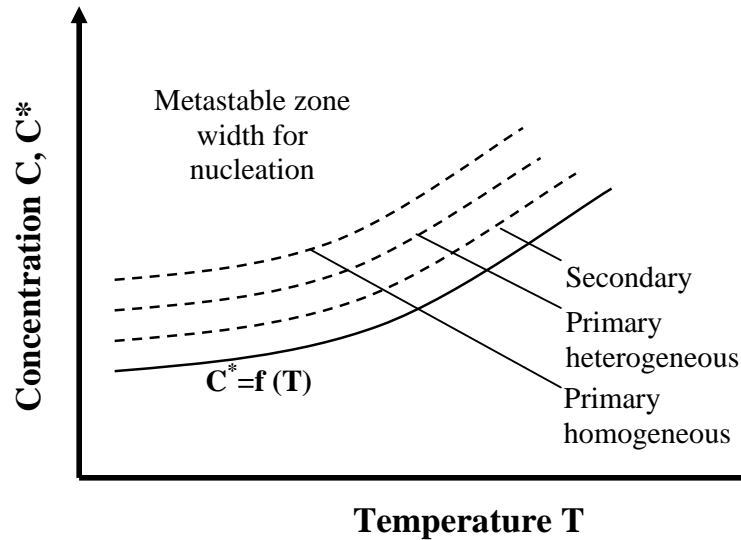 Concentration C, C*
Metastable zone
width for
nucleation
Secondary
Primary
heterogeneous
Primary
homogeneous
C*=f (T)
Temperature T